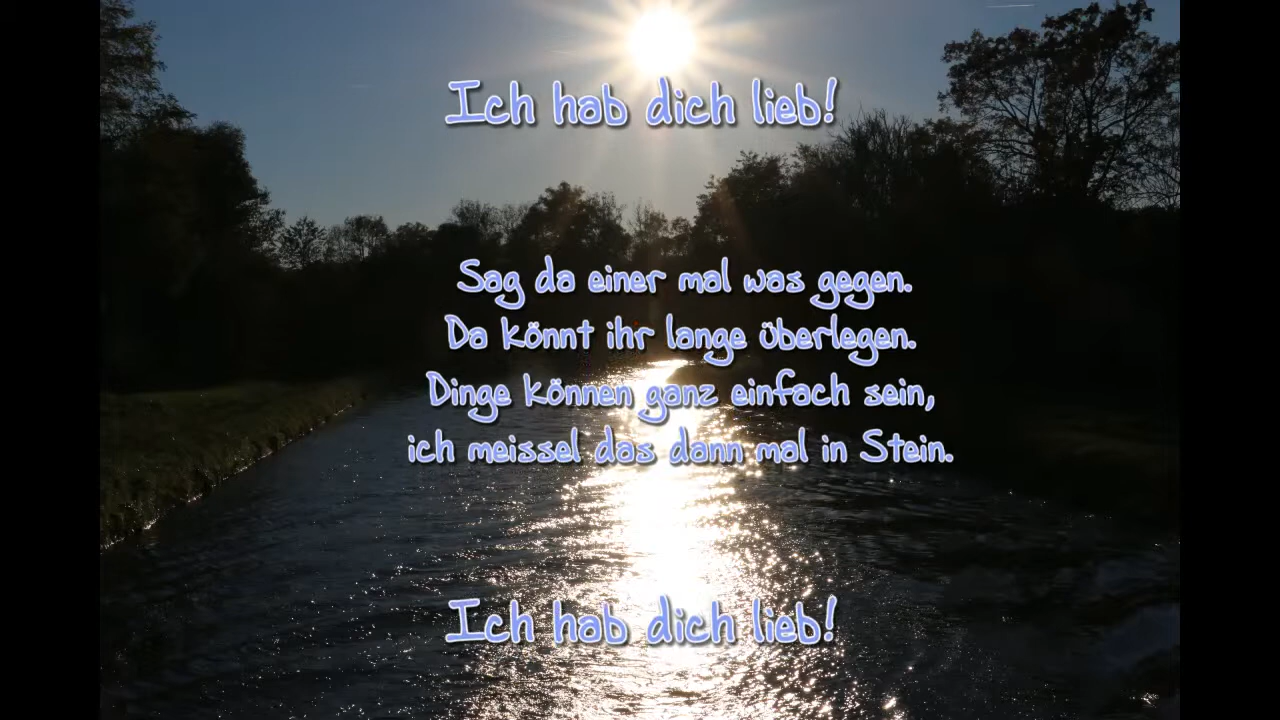 Ich hab dich lieb!
Sag da einer mal was gegen.
Da könnt ihr lange überlegen.
Dinge können ganz einfach sein,
ich meissel das dann mal in Stein.
Ich hab dich lieb!